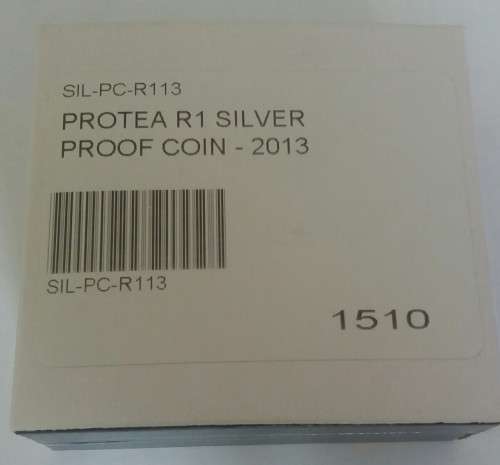 SIL-PC-R113
PROTEA R1 SILVER
PROOF COIN - 2013
SIL-PC-R113
1510